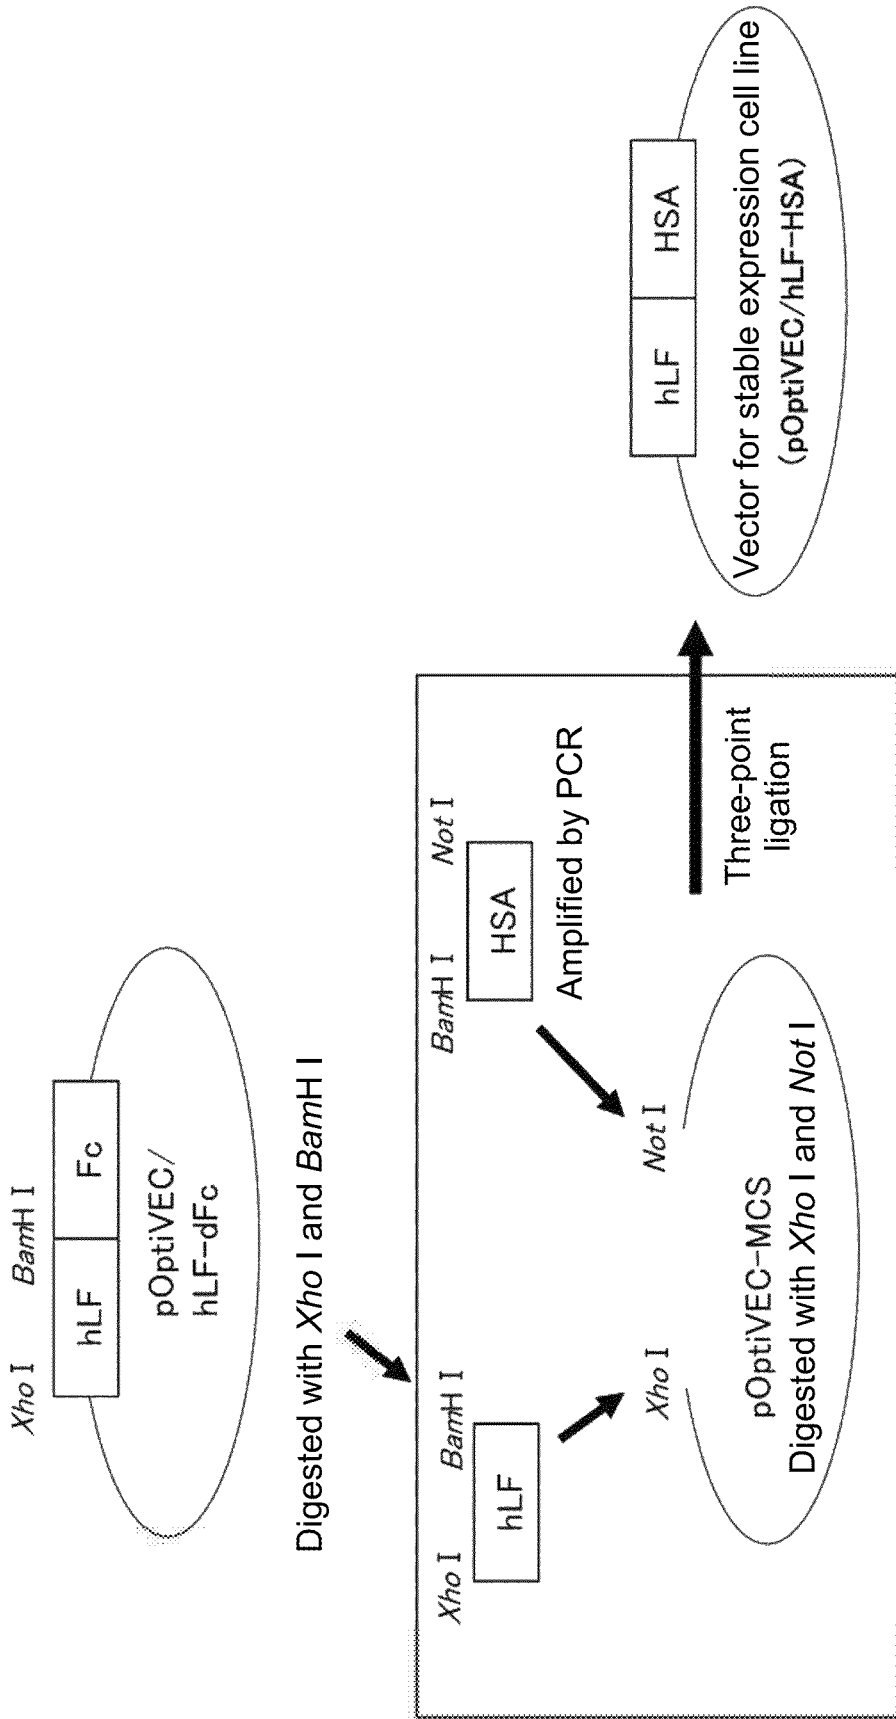 Xho I BamH I
hLF Fc
pOptiVEC/
hLF-dFc
Digested with Xho I and BamH I
Xho I BamH I
hLF
BamH I Not I
HSA
Amplified by PCR
Xho I Not I
pOptiVEC-MCS
Digested with Xho I and Not I
Three-point
ligation
hLF HSA
Vector for stable expression cell line
(pOptiVEC/hLF-HSA)